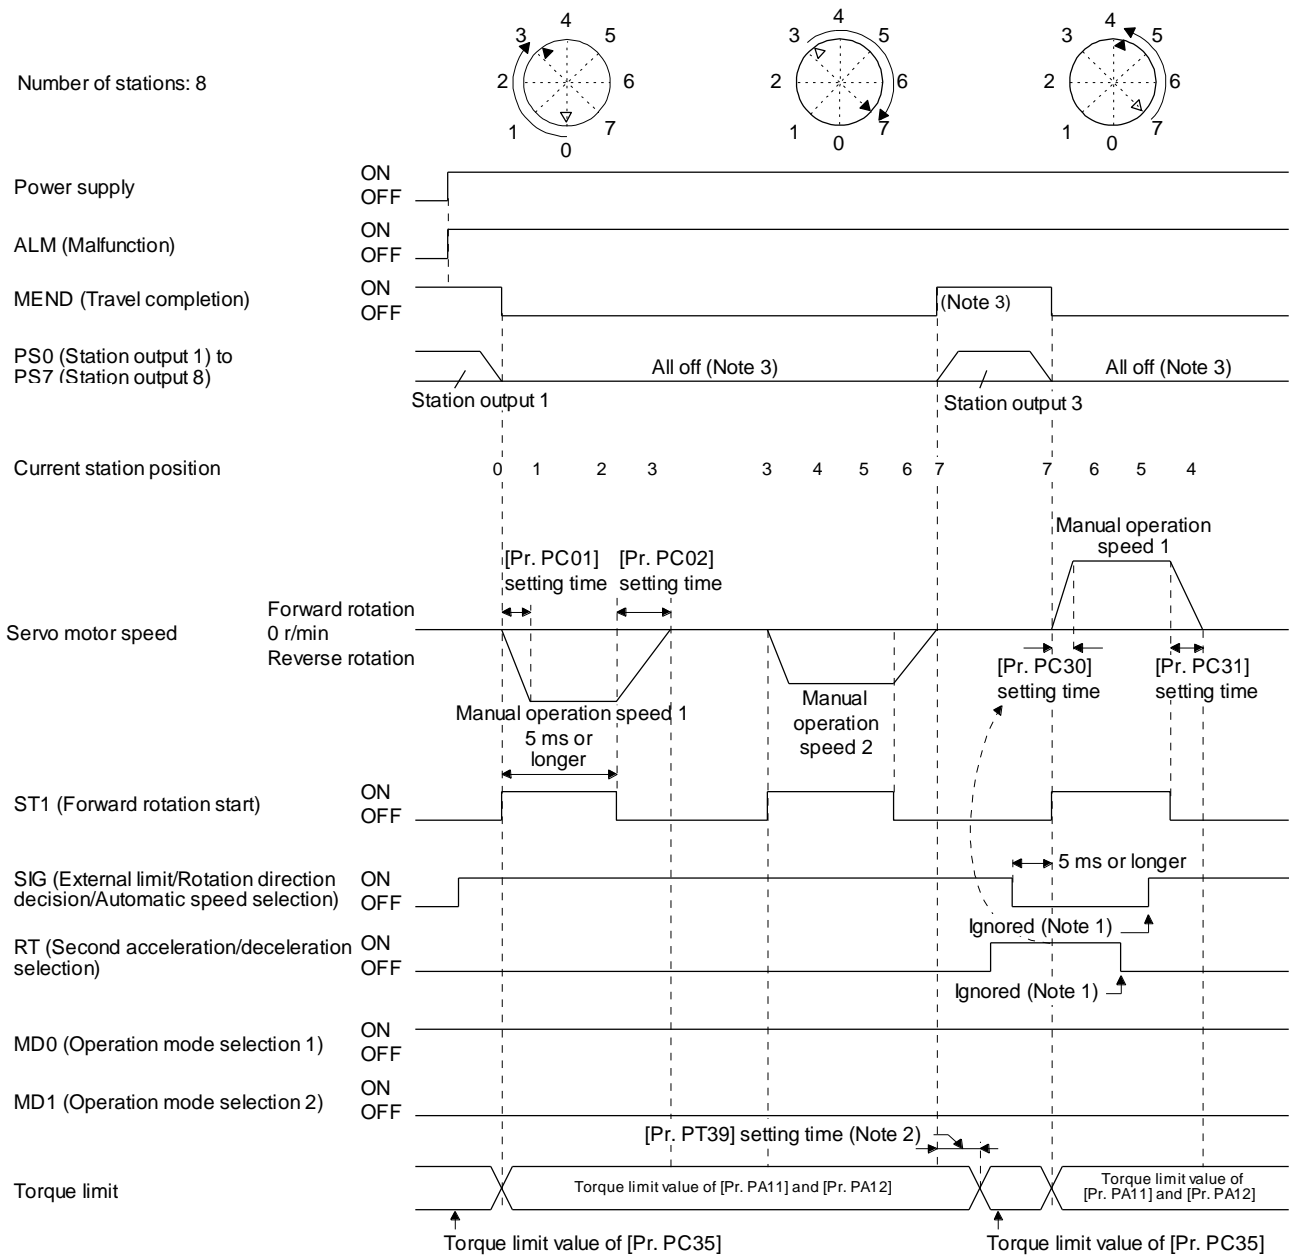 Number of stations: 8
4
3 5
2 6
1 7
0
4
3 5
2 6
1 7
0
4
3 5
2 6
1 7
0
Power supply
ON
OFF
ALM (Malfunction)
ON
OFF
MEND (Travel completion)
ON
OFF
(Note 3)
PS0 (Station output 1) to
PS7 (Station output 8)
All off (Note 3)
All off (Note 3)
Station output 1
Station output 3
Current station position
0 1 2 3 3 4 5 6 7 7 6 5 4
Manual operation
speed 1
[Pr. PC01]
setting time
[Pr. PC02]
setting time
Servo motor speed
Forward rotation
0 r/min
Reverse rotation
[Pr. PC30]
setting time
[Pr. PC31]
setting time
Manual operation speed 1
Manual
operation
speed 2
5 ms or
longer
ST1 (Forward rotation start)
ON
OFF
5 ms or longer
SIG (External limit/Rotation direction
decision/Automatic speed selection)
ON
OFF
Ignored (Note 1)
RT (Second acceleration/deceleration
selection)
ON
OFF
Ignored (Note 1)
MD0 (Operation mode selection 1)
ON
OFF
MD1 (Operation mode selection 2)
ON
OFF
[Pr. PT39] setting time (Note 2)
Torque limit
Torque limit value of [Pr. PA11] and [Pr. PA12]
Torque limit value of
[Pr. PA11] and [Pr. PA12]
Torque limit value of [Pr. PC35]
Torque limit value of [Pr. PC35]